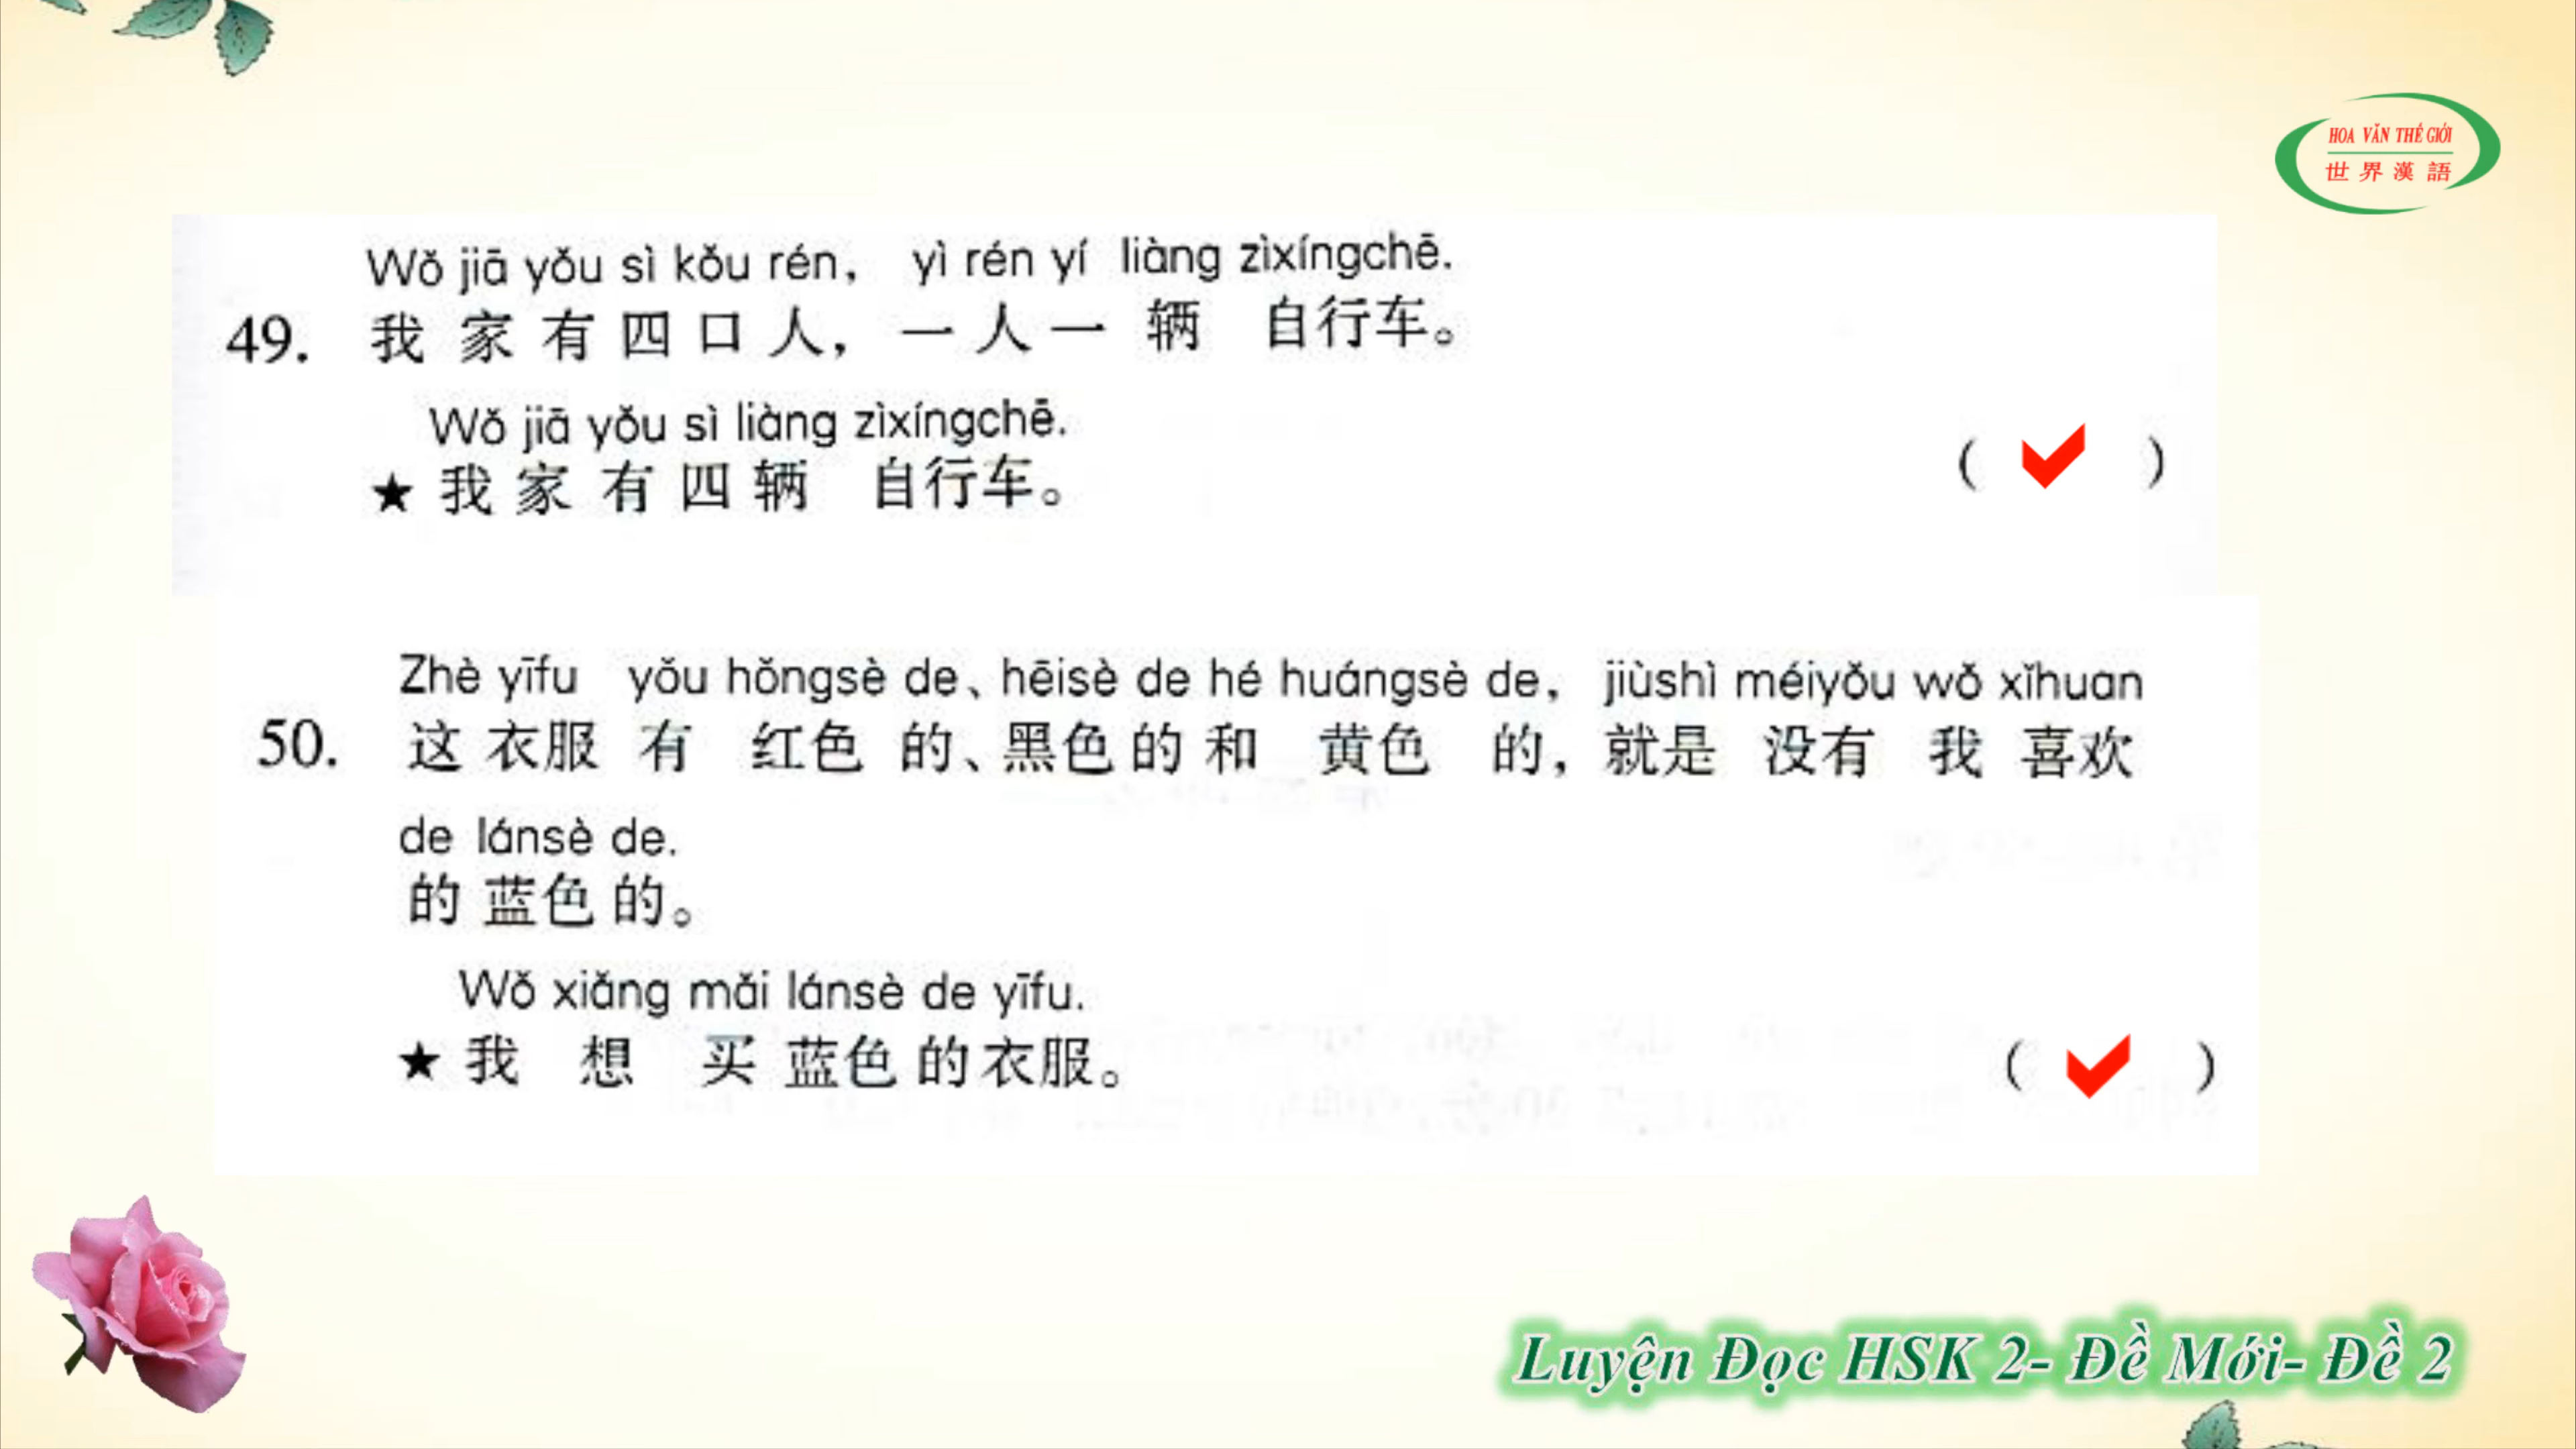 HOA VĂN THẾ GIỚI
世界漢語
Wǒ jiā yǒu sì kǒu rén, yì rén yí liàng zìxíngchē.
49. 我家有四口人，一人一辆自行车。
Wǒ jiā yǒu sì liàng zìxíngchē.
★ 我家有四辆自行车。 ( ✓ )
Zhè yīfu yǒu hǒngsè de、hēisè de hé huángsè de, jiùshì méiyǒu wǒ xǐhuan
50. 这衣服有红色的、黑色的和黄色的，就是没有我喜欢
de lánsè de.
的蓝色的。
Wǒ xiǎng mǎi lánsè de yīfu.
★ 我想买蓝色的衣服。 ( ✓ )
Luyện Đọc HSK 2- Đề Mới- Đề 2